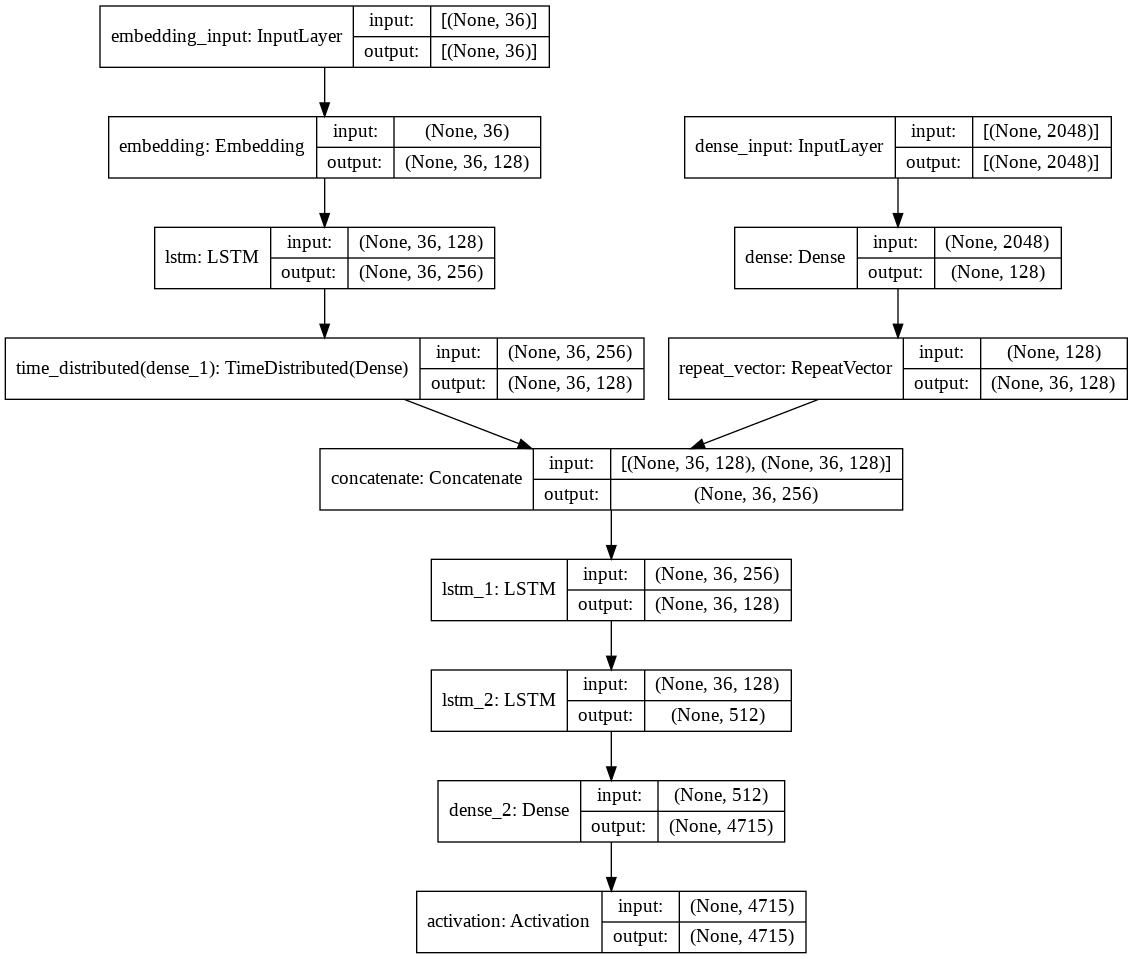 embedding_input: InputLayer
input: [(None, 36)]
output: [(None, 36)]
embedding: Embedding
input: (None, 36)
output: (None, 36, 128)
dense_input: InputLayer
input: [(None, 2048)]
output: [(None, 2048)]
lstm: LSTM
input: (None, 36, 128)
output: (None, 36, 256)
dense: Dense
input: (None, 2048)
output: (None, 128)
time_distributed(dense_1): TimeDistributed(Dense)
input: (None, 36, 256)
output: (None, 36, 128)
repeat_vector: RepeatVector
input: (None, 128)
output: (None, 36, 128)
concatenate: Concatenate
input: [(None, 36, 128), (None, 36, 128)]
output: (None, 36, 256)
lstm_1: LSTM
input: (None, 36, 256)
output: (None, 36, 128)
lstm_2: LSTM
input: (None, 36, 128)
output: (None, 512)
dense_2: Dense
input: (None, 512)
output: (None, 4715)
activation: Activation
input: (None, 4715)
output: (None, 4715)